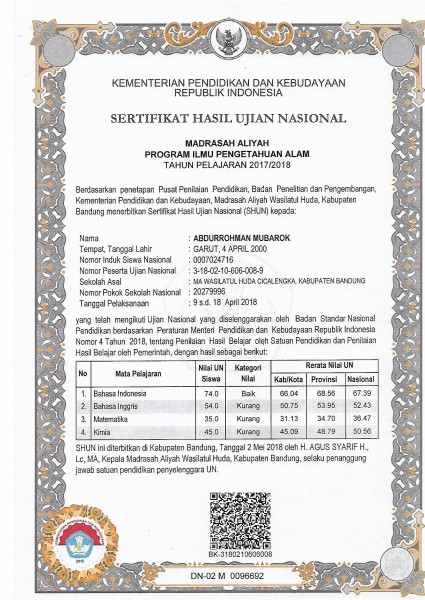 KEMENTERIAN PENDIDIKAN DAN KEBUDAYAAN
REPUBLIK INDONESIA
SERTIFIKAT HASIL UJIAN NASIONAL
MADRASAH ALIYAH
PROGRAM ILMU PENGETAHUAN ALAM
TAHUN PELAJARAN 2017/2018
Berdasarkan penetapan Pusat Penilaian Pendidikan, Badan Penelitian dan Pengembangan,
Kementerian Pendidikan dan Kebudayaan, Madrasah Aliyah Wasilatul Huda, Kabupaten
Bandung menerbitkan Sertifikat Hasil Ujian Nasional (SHUN) kepada:
Nama : ABDURROHMAN MUBAROK
Tempat, Tanggal Lahir : GARUT, 4 APRIL 2000
Nomor Induk Siswa Nasional : 0007024716
Nomor Peserta Ujian Nasional : 3-18-02-10-606-008-9
Sekolah Asal : MA WASILATUL HUDA CICALENGKA, KABUPATEN BANDUNG
Nomor Pokok Sekolah Nasional : 20279996
Tanggal Pelaksanaan : 9 s.d. 18 April 2018
yang telah mengikuti Ujian Nasional yang diselenggarakan oleh Badan Standar Nasional
Pendidikan berdasarkan Peraturan Menteri Pendidikan dan Kebudayaan Republik Indonesia
Nomor 4 Tahun 2018, tentang Penilaian Hasil Belajar oleh Satuan Pendidikan dan Penilaian
Hasil Belajar oleh Pemerintah, dengan hasil sebagai berikut:
No Mata Pelajaran Nilai UN Siswa Kategori Nilai Rerata Nilai UN
Kab/Kota Provinsi Nasional
1. Bahasa Indonesia 74.0 Baik 66.04 68.56 67.39
2. Bahasa Inggris 54.0 Kurang 50.75 53.95 52.43
3. Matematika 35.0 Kurang 31.13 34.70 36.47
4. Kimia 45.0 Kurang 45.09 48.79 50.56
SHUN ini diterbitkan di Kabupaten Bandung, Tanggal 2 Mei 2018 oleh H. AGUS SYARIF H.,
Lc, MA, Kepala Madrasah Aliyah Wasilatul Huda, Kabupaten Bandung, selaku penanggung
jawab satuan pendidikan penyelenggara UN.
BK-3180210606008
DN-02 M 0096692